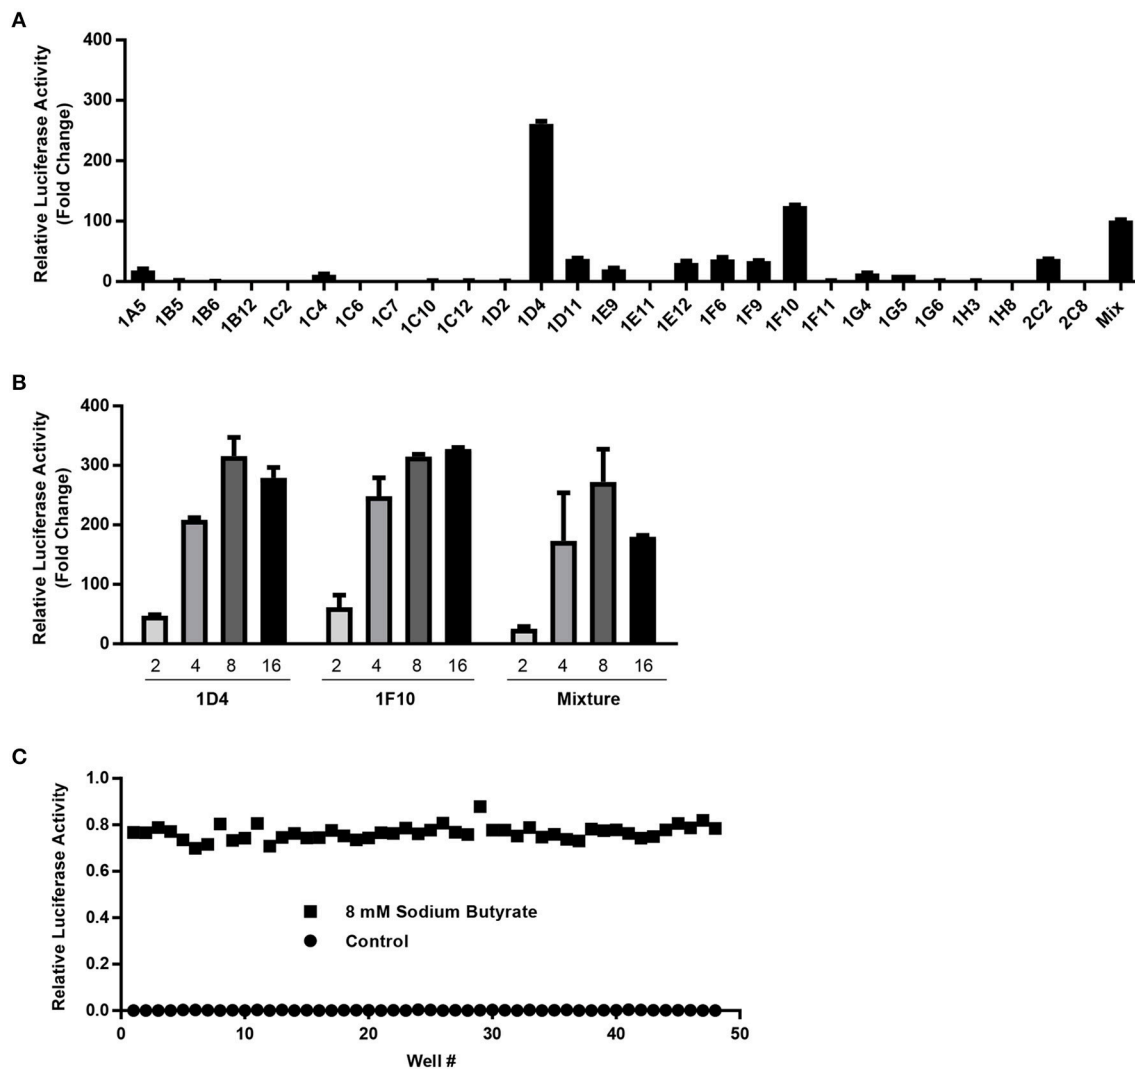 A
Relative Luciferase Activity
(Fold Change)
400
300
200
100
0
1A5 1B5 1B6 1B12 1C2 1C4 1C6 1C7 1C10 1C12 1D2 1D4 1D11 1E9 1E11 1E12 1F6 1F9 1F10 1F11 1G4 1G5 1G6 1H3 1H8 2C2 2C8 Mix
B
Relative Luciferase Activity
(Fold Change)
400
300
200
100
0
2 4 8 16 2 4 8 16 2 4 8 16
1D4 1F10 Mixture
C
Relative Luciferase Activity
1.0
0.8
0.6
0.4
0.2
0.0
8 mM Sodium Butyrate
Control
0 10 20 30 40 50
Well #